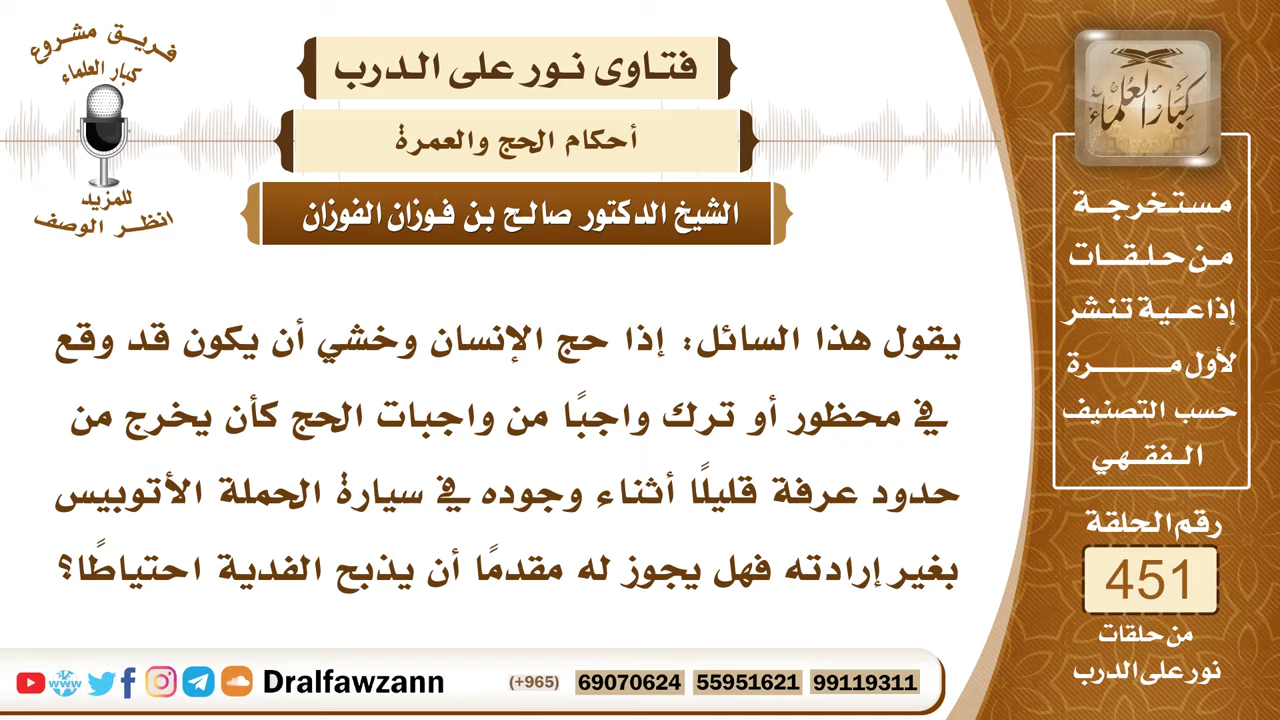 فتاوى نور على الدرب
أحكام الحج والعمرة
الشيخ الدكتور صالح بن فوزان الفوزان
فريق مشروع
كبار العلماء
للمزيد
انظر الوصف
يقول هذا السائل: إذا حج الإنسان وخشي أن يكون قد وقع
في محظور أو ترك واجبًا من واجبات الحج كأن يخرج من
حدود عرفة قليلًا أثناء وجوده في سيارة الحملة الأتوبيس
بغير إرادته فهل يجوز له مقدمًا أن يذبح الفدية احتياطًا؟
كبار العلماء
مستخرجة
من حلقات
إذاعية تنشر
لأول مرة
حسب التصنيف
الفقهي
رقم الحلقة
451
من حلقات
نور على الدرب
www Dralfawzann (+965) 69070624 55951621 99119311